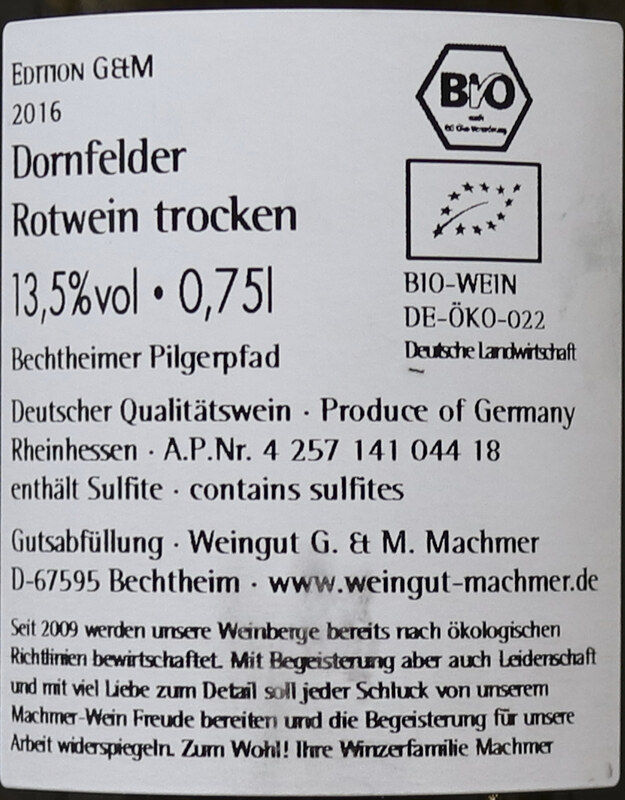 EDITION G&M
2016
Dornfelder
Rotwein trocken
13,5%vol • 0,75l
Bechtheimer Pilgerpfad
BIO
nach
EG-Öko-Verordnung
BIO-WEIN
DE-ÖKO-022
Deutsche Landwirtschaft
Deutscher Qualitätswein · Produce of Germany
Rheinhessen · A.P.Nr. 4 257 141 044 18
enthält Sulfite · contains sulfites
Gutsabfüllung · Weingut G. & M. Machmer
D-67595 Bechtheim · www.weingut-machmer.de
Seit 2009 werden unsere Weinberge bereits nach ökologischen
Richtlinien bewirtschaftet. Mit Begeisterung aber auch Leidenschaft
und mit viel Liebe zum Detail soll jeder Schluck von unserem
Machmer-Wein Freude bereiten und die Begeisterung für unsere
Arbeit widerspiegeln. Zum Wohl! Ihre Winzerfamilie Machmer